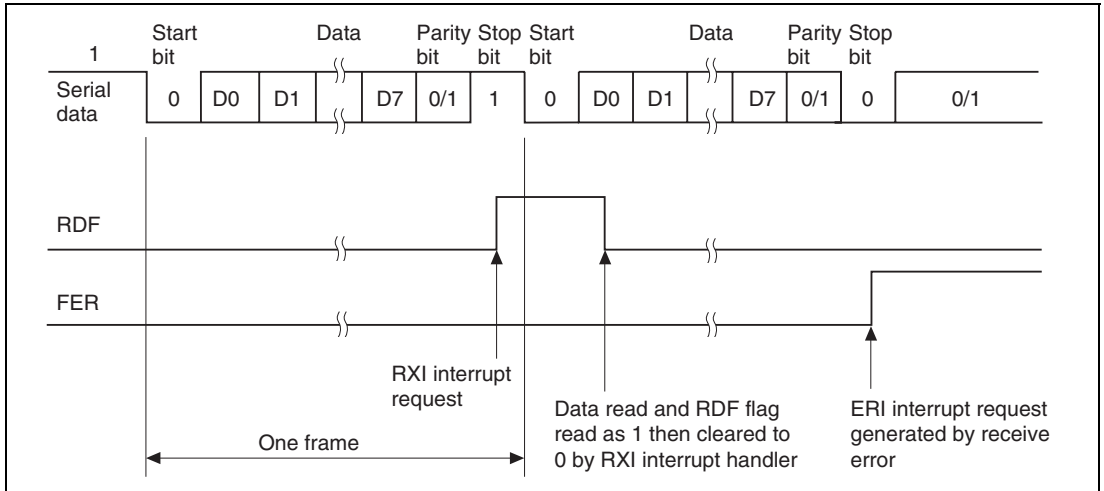 Start bit Data Parity bit Stop bit Start bit Data Parity bit Stop bit
1
Serial data 0 D0 D1 D7 0/1 1 0 D0 D1 D7 0/1 0 0/1
RDF
FER
RXI interrupt
request
Data read and RDF flag
read as 1 then cleared to
0 by RXI interrupt handler
ERI interrupt request
generated by receive
error
One frame